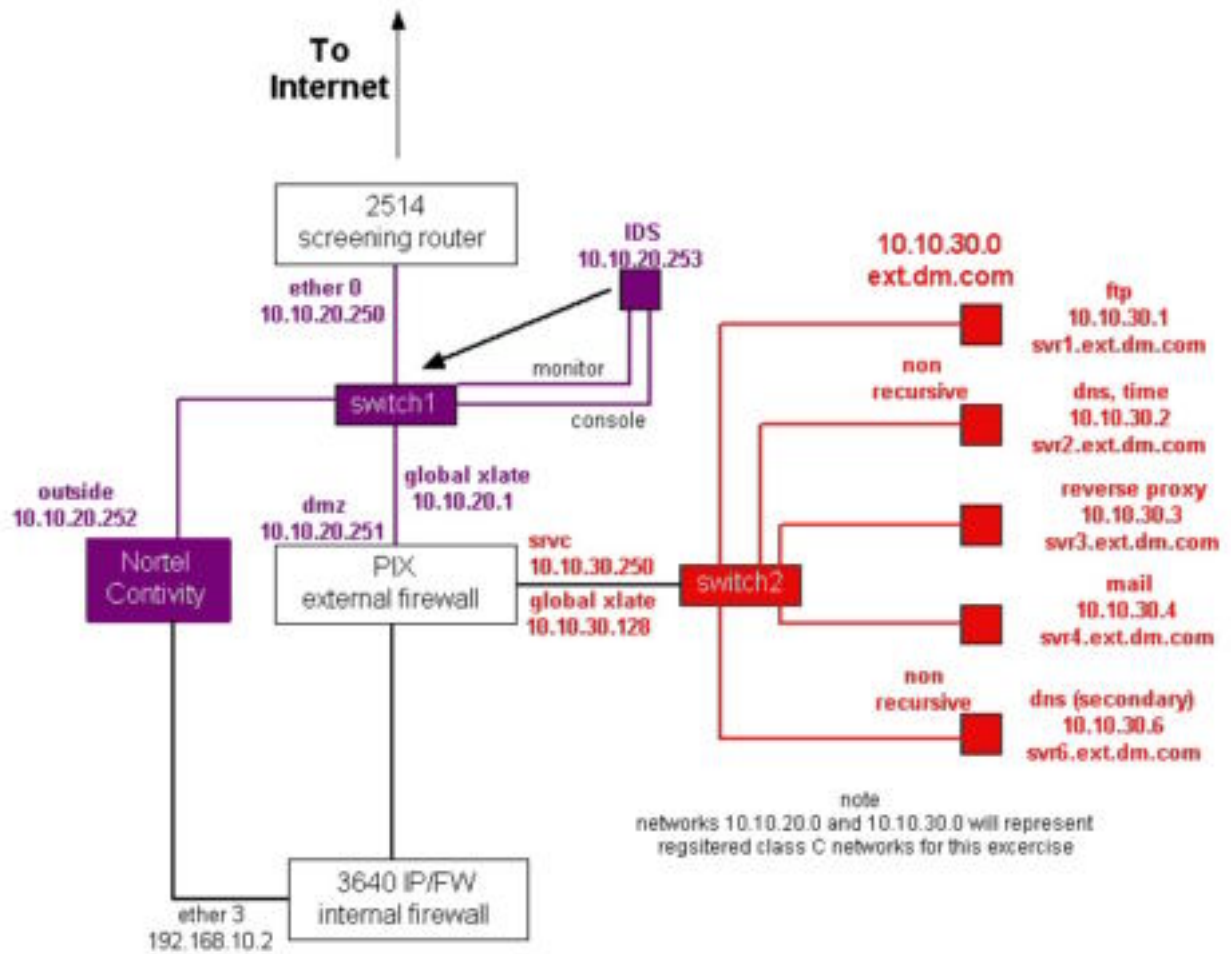 To
Internet
2514
screening router
IDS
10.10.20.253
10.10.30.0
ext.dm.com
ether 0
10.10.20.250
ftp
10.10.30.1
svr1.ext.dm.com
monitor
non
recursive
switch1
console
dns, time
10.10.30.2
svr2.ext.dm.com
global xlate
10.10.20.1
outside
10.10.20.252
dmz
10.10.20.251
reverse proxy
10.10.30.3
svr3.ext.dm.com
Nortel
Contivity
PIX
external firewall
srvc
10.10.30.250
switch2
global xlate
10.10.30.128
mail
10.10.30.4
svr4.ext.dm.com
non
recursive
dns (secondary)
10.10.30.6
svr6.ext.dm.com
note
networks 10.10.20.0 and 10.10.30.0 will represent
regsitered class C networks for this excercise
3640 IP/FW
internal firewall
ether 3
192.168.10.2